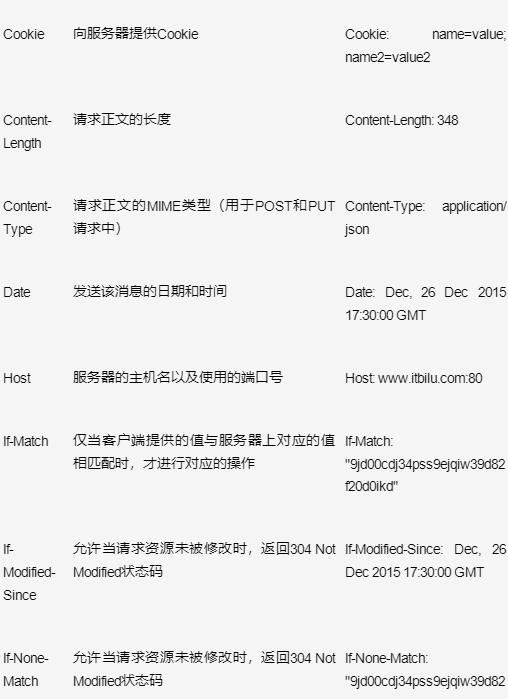 Cookie 向服务器提供Cookie Cookie: name=value;
name2=value2
Content- 请求正文的长度 Content-Length: 348
Length
Content- 请求正文的MIME类型（用于POST和PUT Content-Type: application/
Type 请求中） json
Date 发送该消息的日期和时间 Date: Dec, 26 Dec 2015
17:30:00 GMT
Host 服务器的主机名以及使用的端口号 Host: www.itbilu.com:80
If-Match 仅当客户端提供的值与服务器上对应的值 If-Match:
相匹配时，才进行对应的操作 "9jd00cdj34pss9ejqiw39d82
f20d0ikd"
If- 允许当请求资源未被修改时，返回304 Not If-Modified-Since: Dec, 26
Modified- Modified状态码 Dec 2015 17:30:00 GMT
Since
If-None- 允许当请求资源未被修改时，返回304 Not If-None-Match:
Match Modified状态码 "9jd00cdj34pss9ejqiw39d82